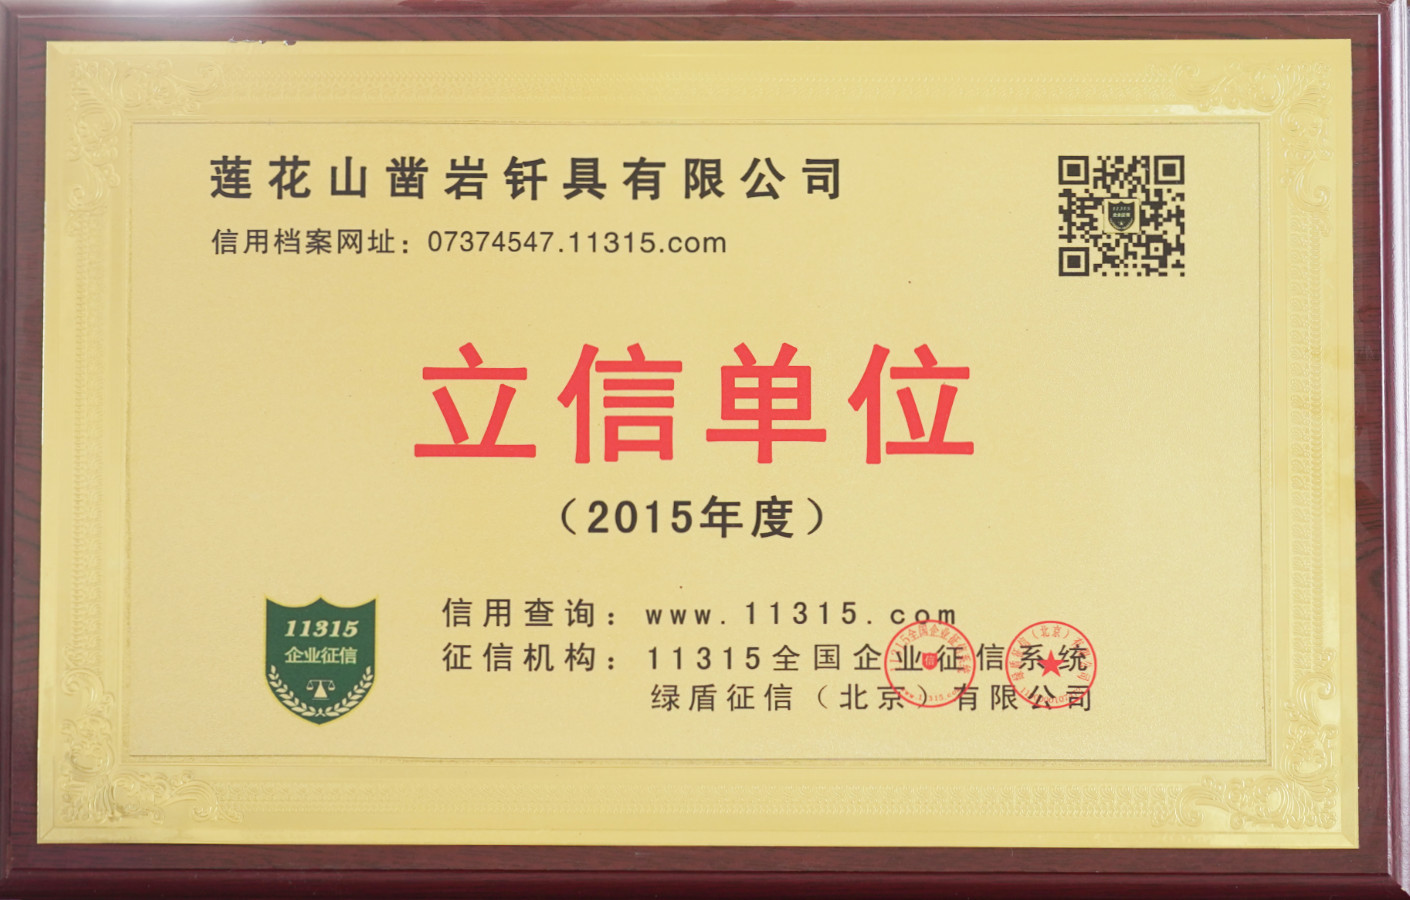 莲花山凿岩钎具有限公司
信用档案网址：07374547.11315.com
11315
立信单位
（2015年度）
11315
企业征信
信用查询：www.11315.com
征信机构：11315全国企业征信系统
绿盾征信（北京）有限公司